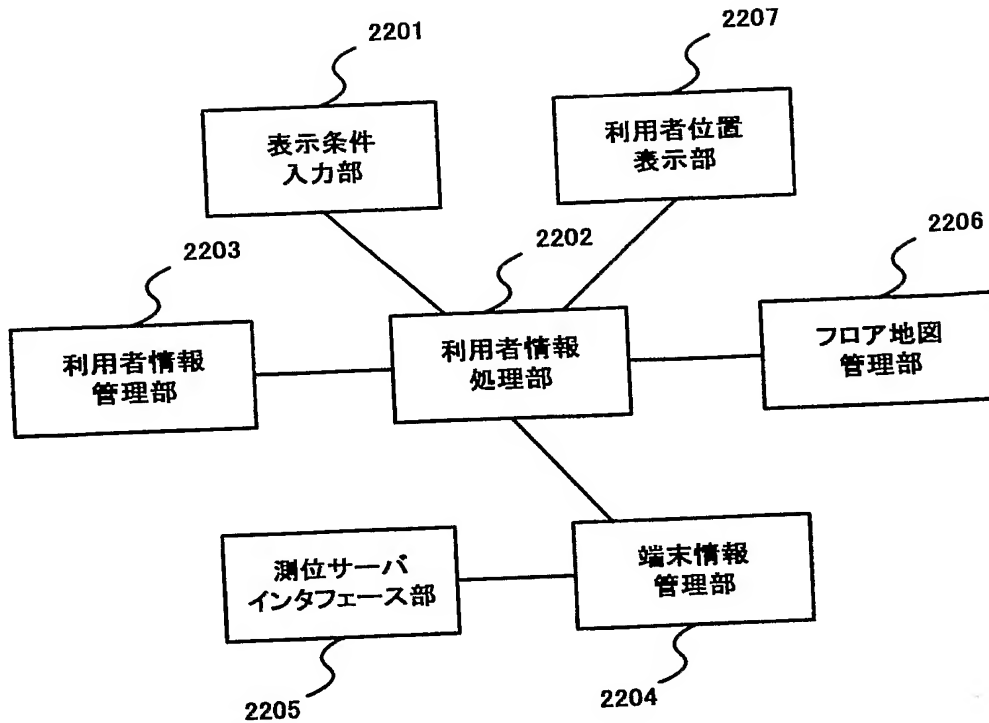 2201
2207
表示条件
入力部
利用者位置
表示部
2203
2202
2206
利用者情報
管理部
利用者情報
処理部
フロア地図
管理部
測位サーバ
インタフェース部
端末情報
管理部
2205
2204